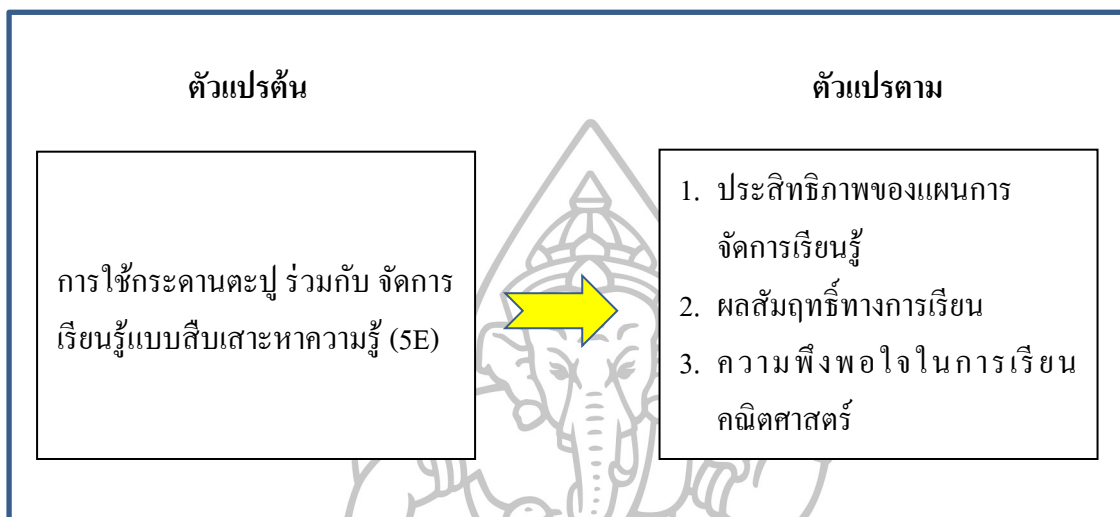 ตัวแปรต้น
การใช้กระดานตะปู ร่วมกับ จัดการ
เรียนรู้แบบสืบเสาะหาความรู้ (5E)
ตัวแปรตาม
1. ประสิทธิภาพของแผนการ
จัดการเรียนรู้
2. ผลสัมฤทธิ์ทางการเรียน
3. ความพึงพอใจในการเรียน
คณิตศาสตร์